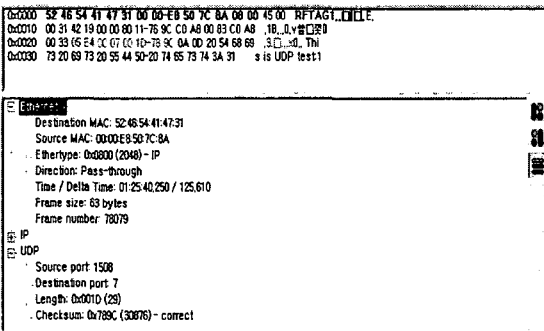 0x0000 52 46 54 41 47 31 00 00-E8 50 7C 8A 08 00 45 00 RFTAG1
0x0010 00 31 42 19 00 00 80 11-76 9C C0 A8 00 83 C0 A8
0x0020 00 33 05 E4 00 07 00 1D-78 9C 0A 0D 20 54 68 69 Thi
0x0030 73 20 69 73 20 55 44 50-20 74 65 73 74 3A 31 s is UDP test:1
Ethernet
Destination MAC: 52:46:54:41:47:31
Source MAC: 00:00:E8:50:7C:8A
Ethertype: 0x0800 (2048) - IP
Direction: Pass-through
Time / Delta Time: 01:25:40,250 / 125,610
Frame size: 63 bytes
Frame number: 78079
IP
UDP
Source port: 1508
Destination port: 7
Length: 0x001D (29)
Checksum: 0x789C (30876) - correct